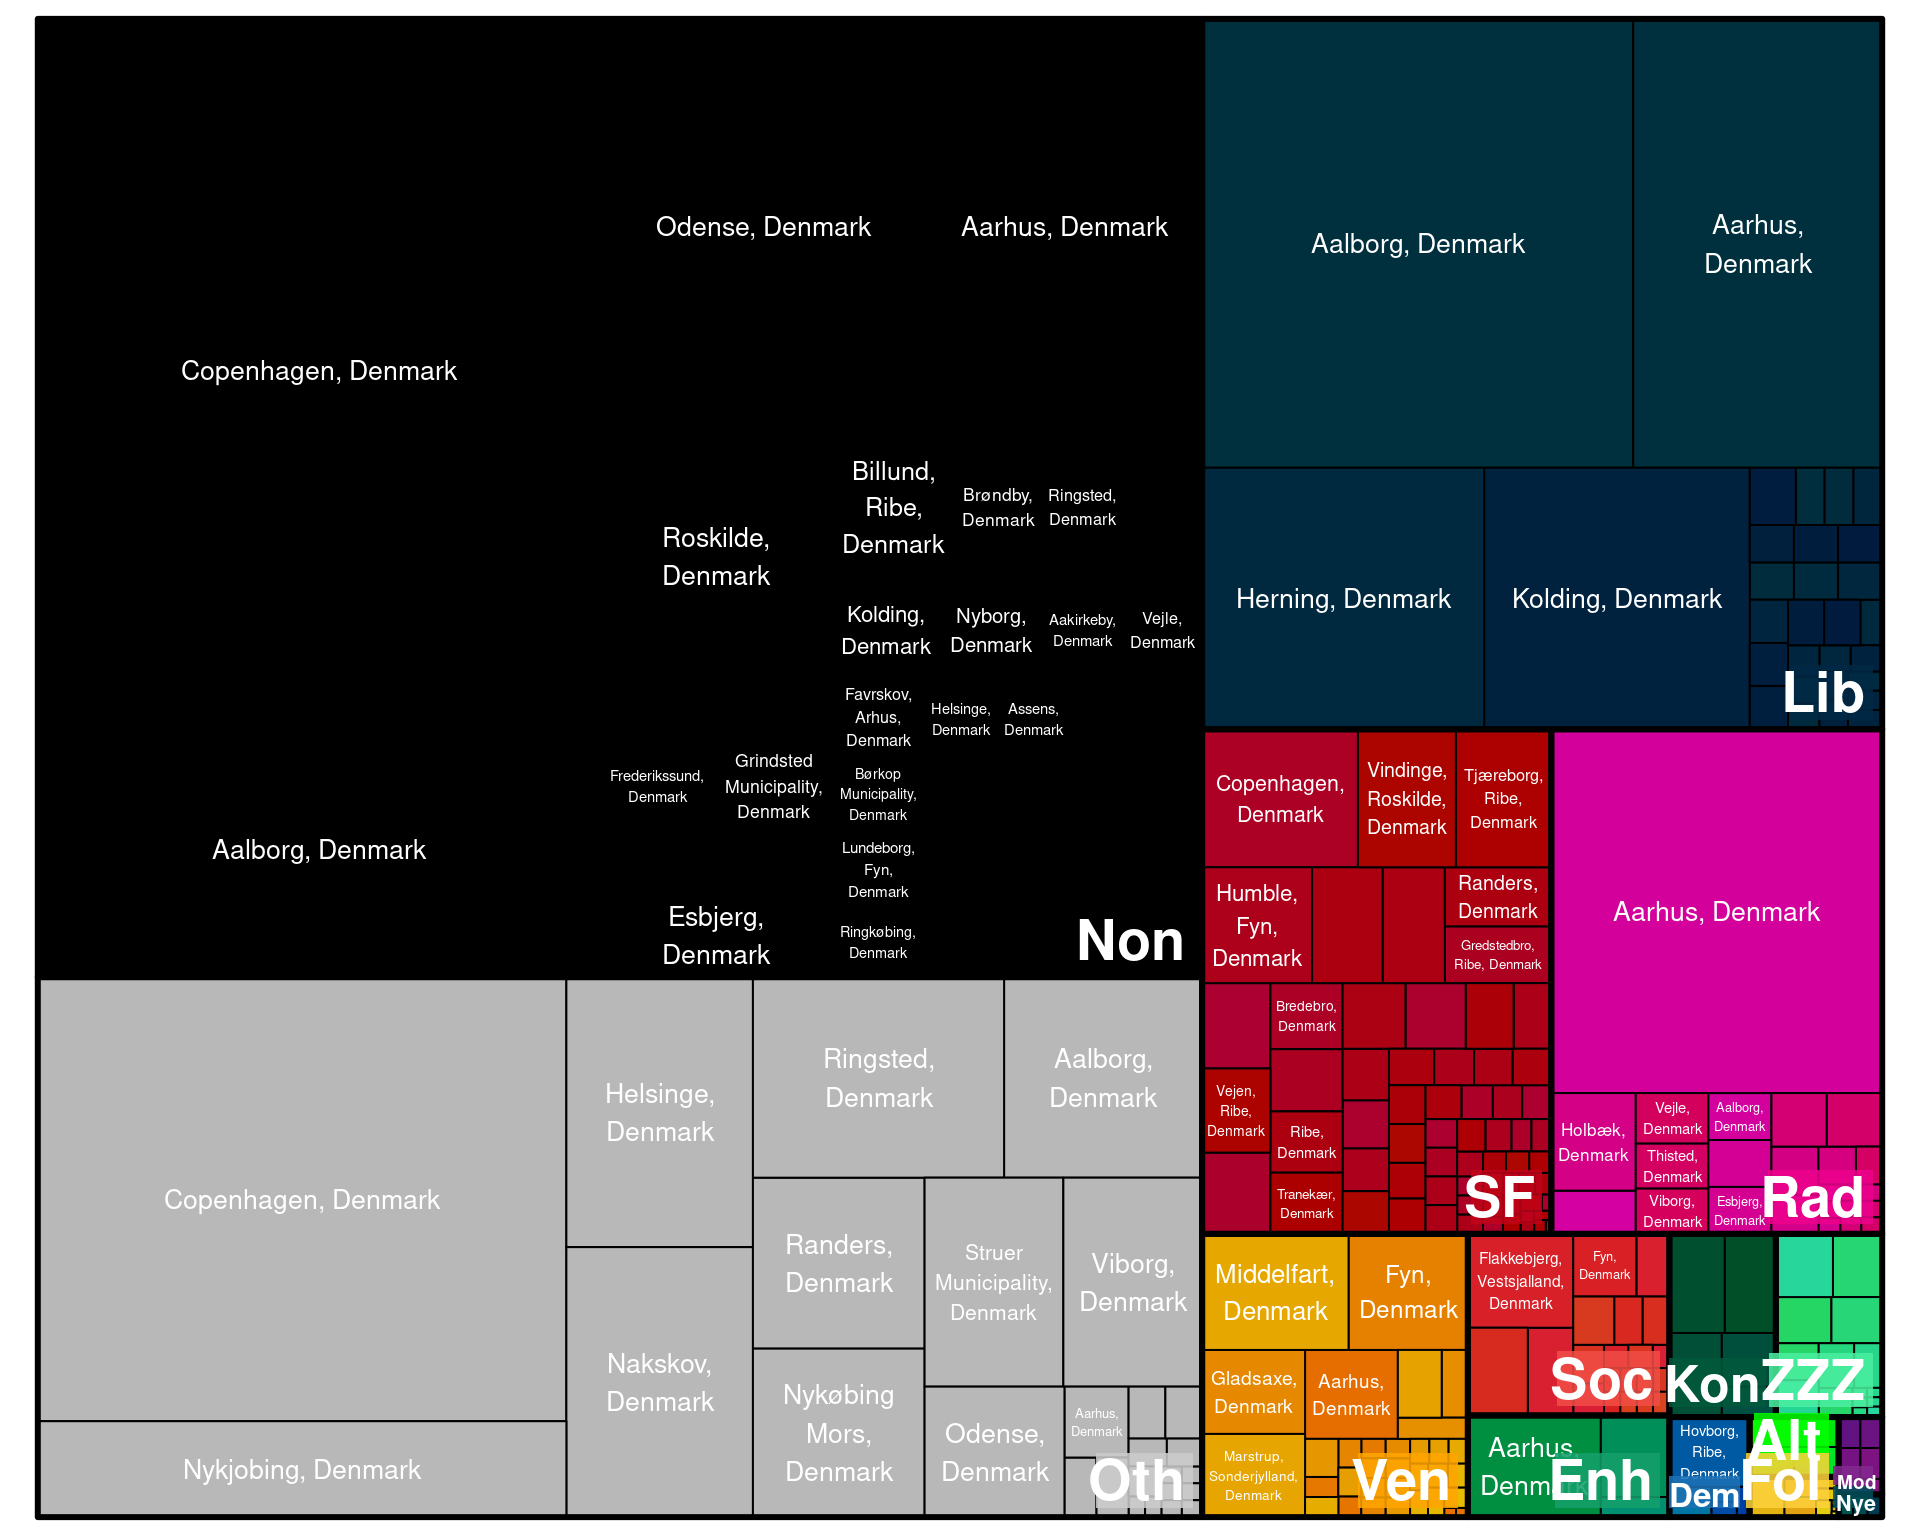 Copenhagen, Denmark
Odense, Denmark
Aarhus, Denmark
Roskilde,
Denmark
Billund,
Ribe,
Denmark
Brøndby,
Denmark
Ringsted,
Denmark
Kolding,
Denmark
Nyborg,
Denmark
Aakirkeby,
Denmark
Vejle,
Denmark
Favrskov,
Arhus,
Denmark
Helsinge,
Denmark
Assens,
Denmark
Frederikssund,
Denmark
Grindsted
Municipality,
Denmark
Børkop
Municipality,
Denmark
Lundeborg,
Fyn,
Denmark
Aalborg, Denmark
Esbjerg,
Denmark
Ringkøbing,
Denmark
Non
Aalborg, Denmark
Aarhus,
Denmark
Herning, Denmark
Kolding, Denmark
Lib
Copenhagen, Denmark
Nykjobing, Denmark
Helsinge,
Denmark
Nakskov,
Denmark
Ringsted,
Denmark
Aalborg,
Denmark
Randers,
Denmark
Struer
Municipality,
Denmark
Viborg,
Denmark
Nykøbing
Mors,
Denmark
Odense,
Denmark
Aarhus,
Denmark
Oth
Copenhagen,
Denmark
Vindinge,
Roskilde,
Denmark
Tjæreborg,
Ribe,
Denmark
Humble,
Fyn,
Denmark
Randers,
Denmark
Gredstedbro,
Ribe, Denmark
Bredebro,
Denmark
Vejen,
Ribe,
Denmark
Ribe,
Denmark
Tranekær,
Denmark
SF
Aarhus, Denmark
Holbæk,
Denmark
Vejle,
Denmark
Aalborg,
Denmark
Thisted,
Denmark
Viborg,
Denmark
Esbjerg,
Denmark
Rad
Middelfart,
Denmark
Fyn,
Denmark
Gladsaxe,
Denmark
Aarhus,
Denmark
Marstrup,
Sonderjylland,
Denmark
Ven
Flakkebjerg,
Vestsjalland,
Denmark
Fyn,
Denmark
Soc
Kon
ZZZ
Aarhus,
Denmark
Enh
Hovborg,
Ribe,
Denmark
Dem
Alt
Fol
Mod
Nye